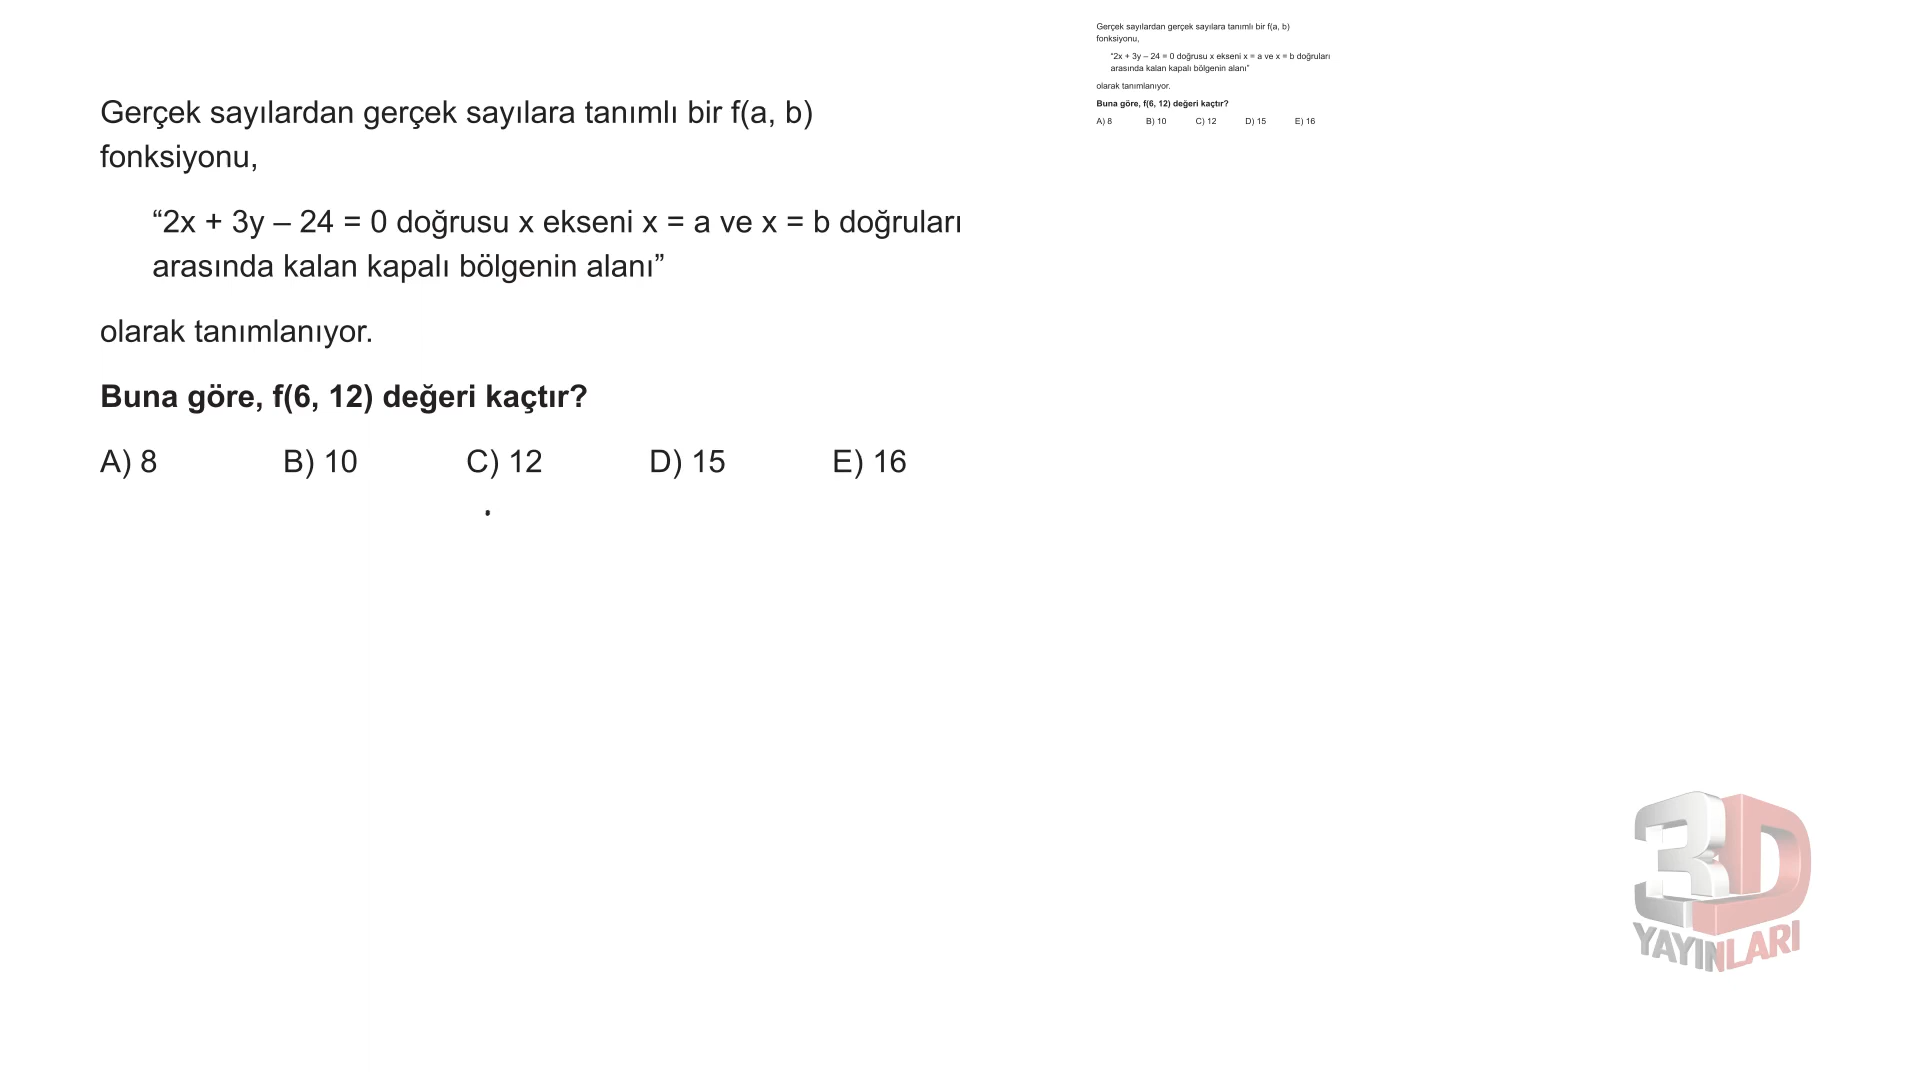 Gerçek sayılardan gerçek sayılara tanımlı bir f(a, b)
fonksiyonu,
“2x + 3y – 24 = 0 doğrusu x ekseni x = a ve x = b doğruları
arasında kalan kapalı bölgenin alanı”
olarak tanımlanıyor.
Buna göre, f(6, 12) değeri kaçtır?
A) 8 B) 10 C) 12 D) 15 E) 16
Gerçek sayılardan gerçek sayılara tanımlı bir f(a, b)
fonksiyonu,
“2x + 3y – 24 = 0 doğrusu x ekseni x = a ve x = b doğruları
arasında kalan kapalı bölgenin alanı”
olarak tanımlanıyor.
Buna göre, f(6, 12) değeri kaçtır?
A) 8 B) 10 C) 12 D) 15 E) 16
3D
YAYINLARI